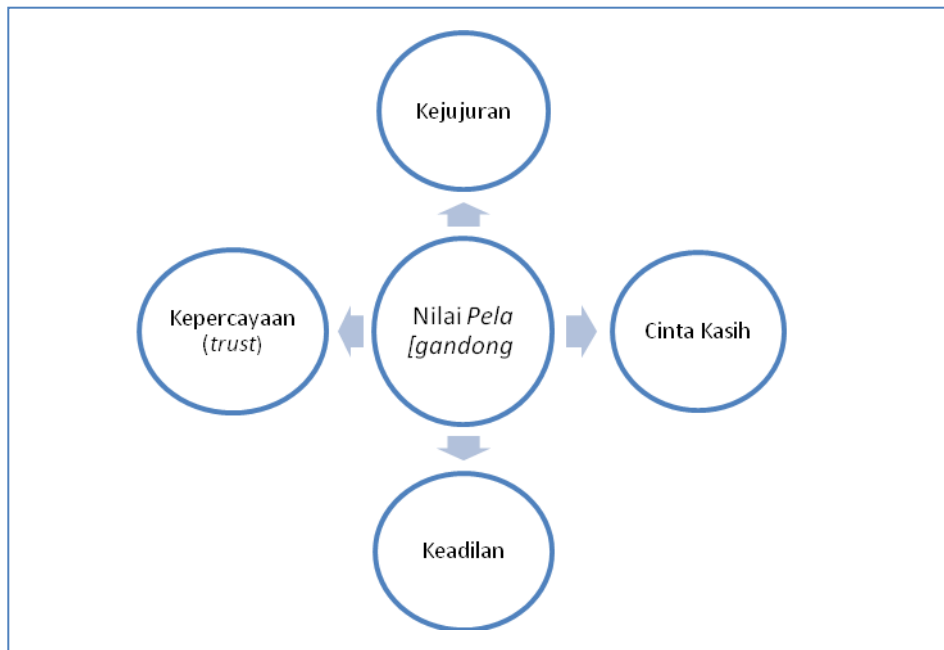 Kejujuran
Kepercayaan
(trust)
Nilai Pela
[gandong
Cinta Kasih
Keadilan